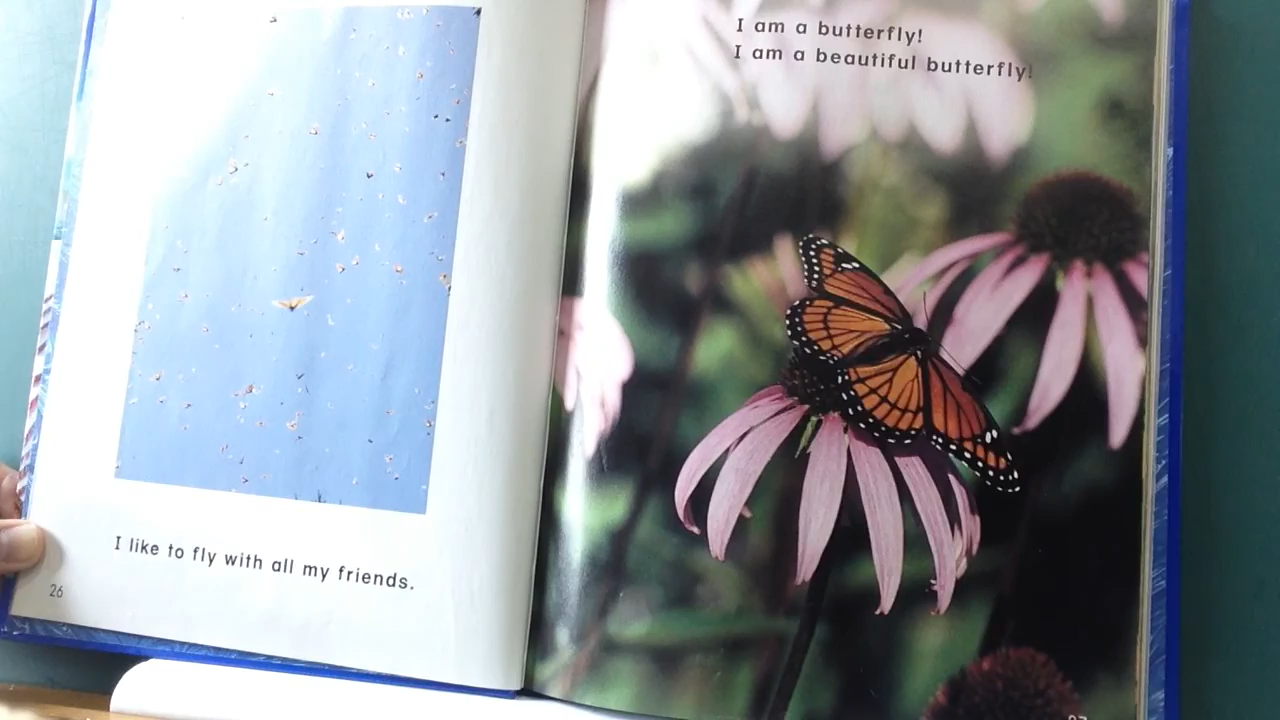 I like to fly with all my friends.
26
I am a butterfly!
I am a beautiful butterfly!